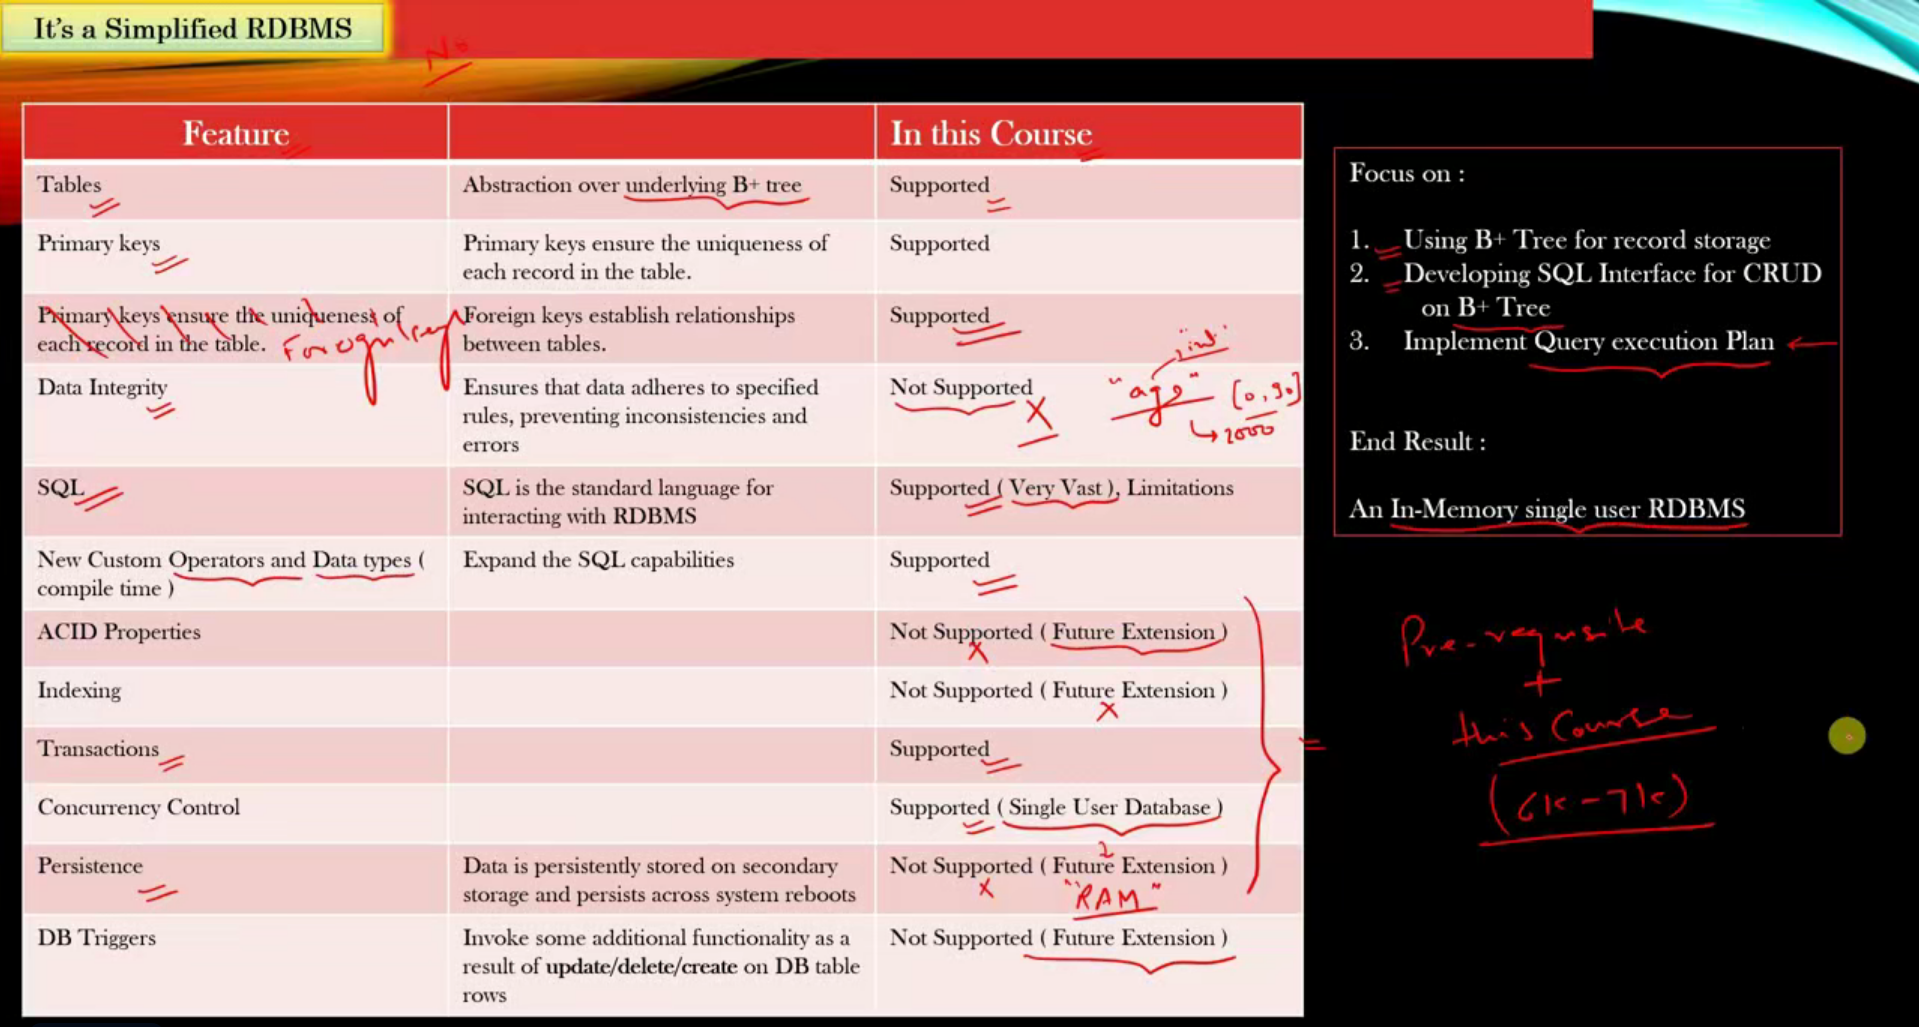 It's a Simplified RDBMS
No
Feature
In this Course
Tables
Abstraction over underlying B+ tree
Supported
Primary keys
Primary keys ensure the uniqueness of
each record in the table.
Supported
Primary keys ensure the uniqueness of
each record in the table.
Foreign keys establish relationships
between tables.
Supported
Data Integrity
Ensures that data adheres to specified
rules, preventing inconsistencies and
errors
Not Supported
X
int
"age"
[0, 90]
2000
SQL
SQL is the standard language for
interacting with RDBMS
Supported ( Very Vast ), Limitations
New Custom Operators and Data types (
compile time )
Expand the SQL capabilities
Supported
ACID Properties
Not Supported ( Future Extension )
X
Indexing
Not Supported ( Future Extension )
X
Transactions
Supported
Concurrency Control
Supported ( Single User Database )
Persistence
Data is persistently stored on secondary
storage and persists across system reboots
Not Supported ( Future Extension )
x
"RAM"
DB Triggers
Invoke some additional functionality as a
result of update/delete/create on DB table
rows
Not Supported ( Future Extension )
Focus on :
1. Using B+ Tree for record storage
2. Developing SQL Interface for CRUD
on B+ Tree
3. Implement Query execution Plan
End Result :
An In-Memory single user RDBMS
+
this Course
(6k-7k)